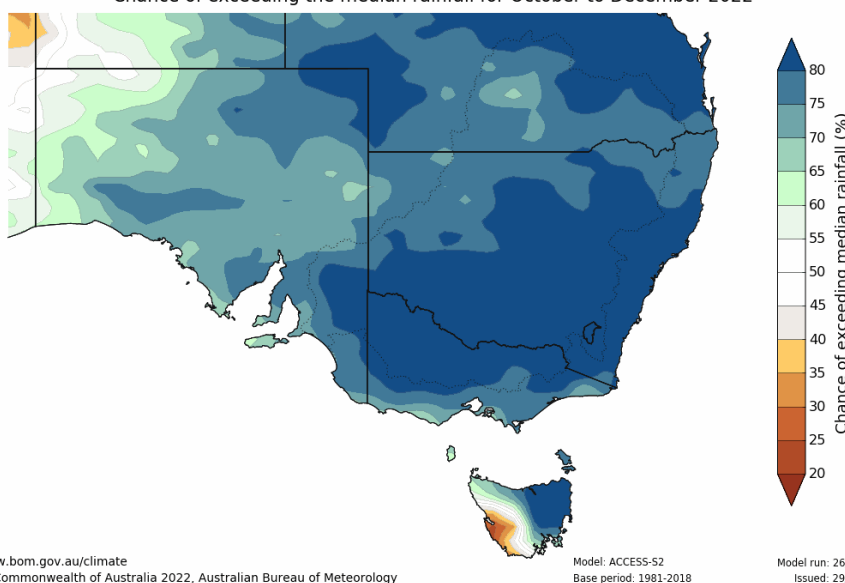 Chance of exceeding the median rainfall for October to December 2022
80
75
70
65
60
55
50
45
40
35
30
25
20
Chance of exceeding median rainfall (%)
w.bom.gov.au/climate
Commonwealth of Australia 2022, Australian Bureau of Meteorology
Model: ACCESS-S2
Base period: 1981-2018
Model run: 26
Issued: 29